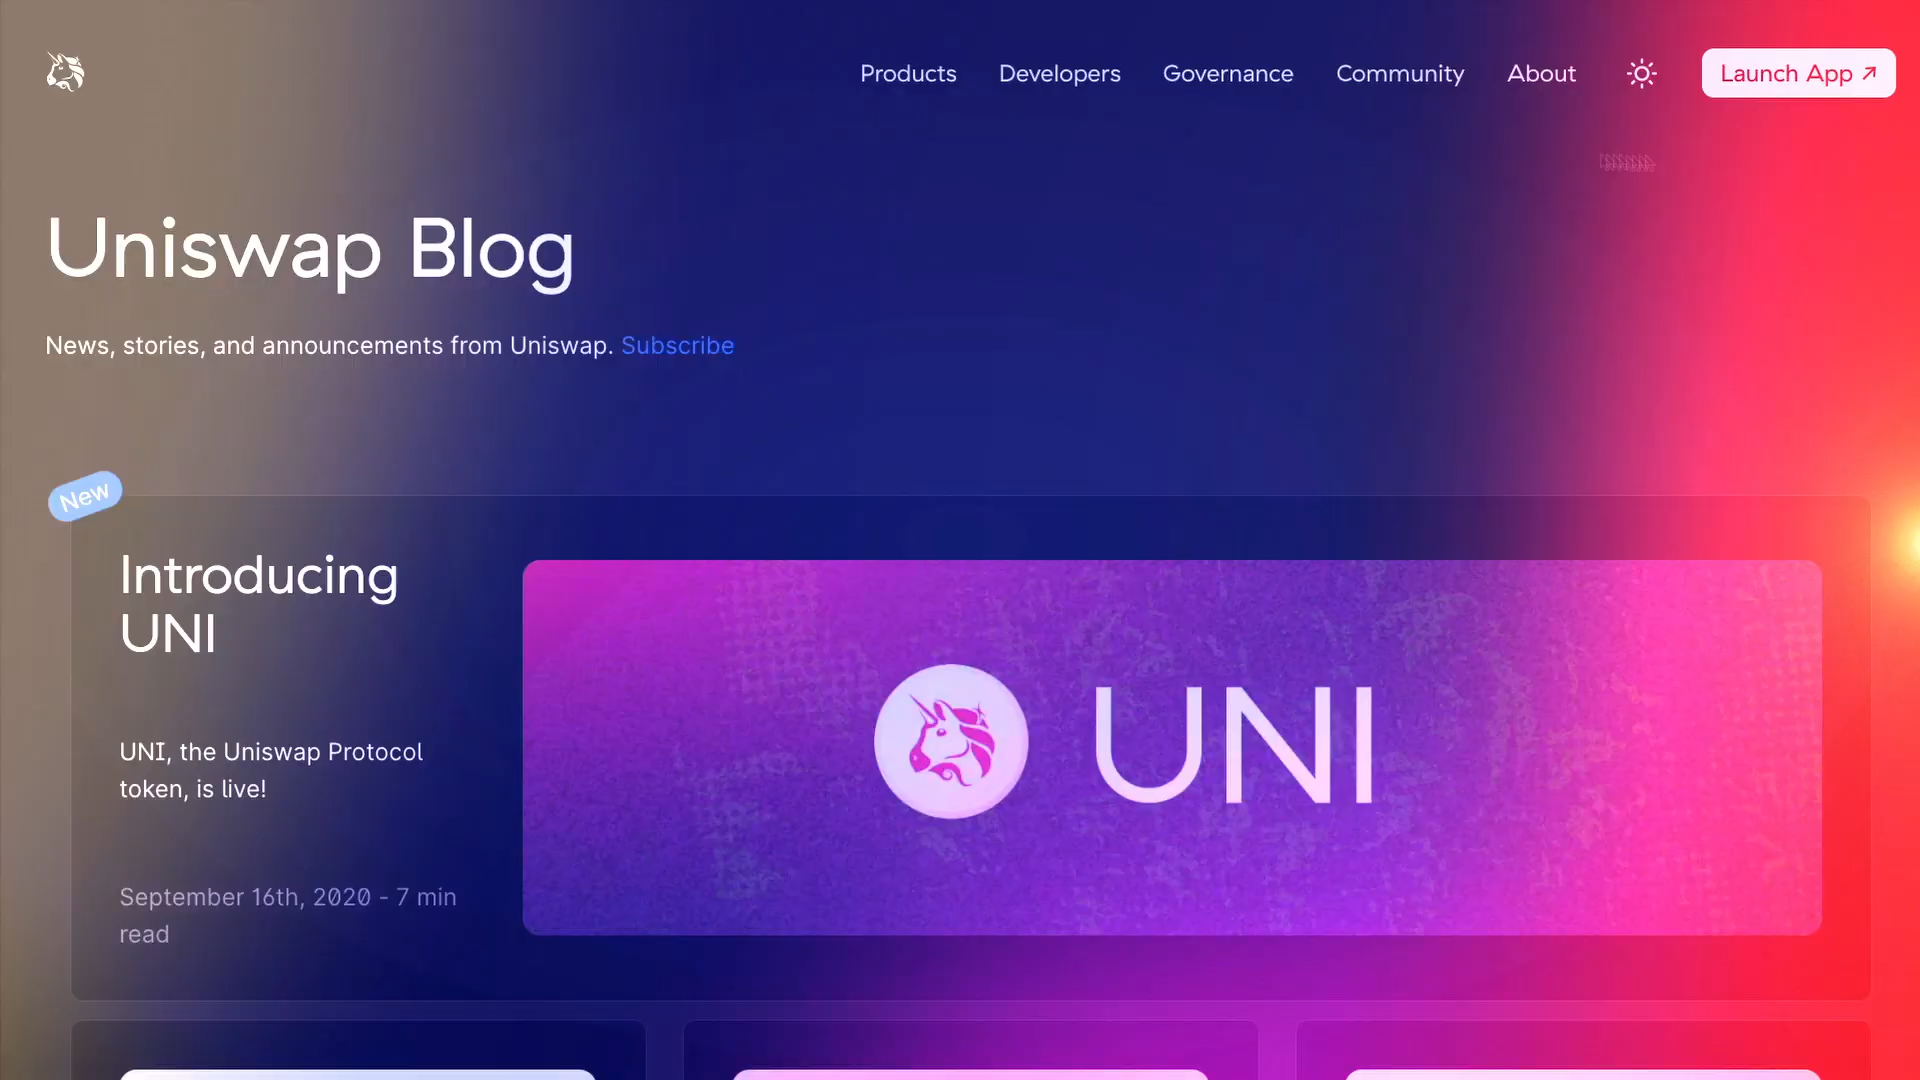 Products Developers Governance Community About Launch App ↗
Uniswap Blog
News, stories, and announcements from Uniswap. Subscribe
New
Introducing
UNI
UNI, the Uniswap Protocol
token, is live!
September 16th, 2020 - 7 min
read
UNI